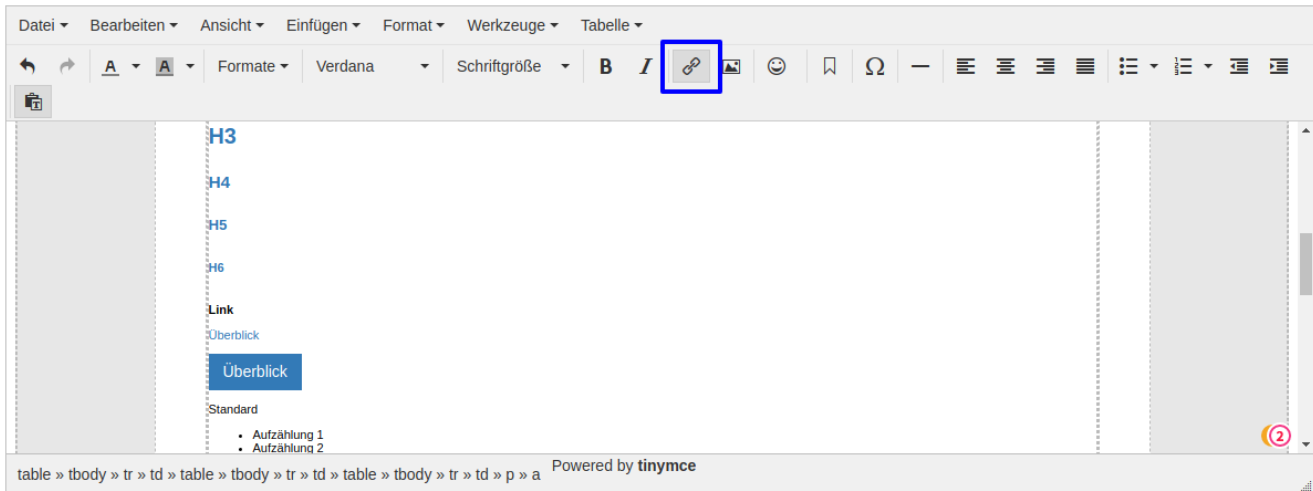 Datei Bearbeiten Ansicht Einfügen Format Werkzeuge Tabelle
A A Formate Verdana Schriftgröße B I Ω
H3
H4
H5
H6
Link
Überblick
Überblick
Standard
• Aufzählung 1
• Aufzählung 2
2
table » tbody » tr » td » table » tbody » tr » td » table » tbody » tr » td » p » a Powered by tinymce